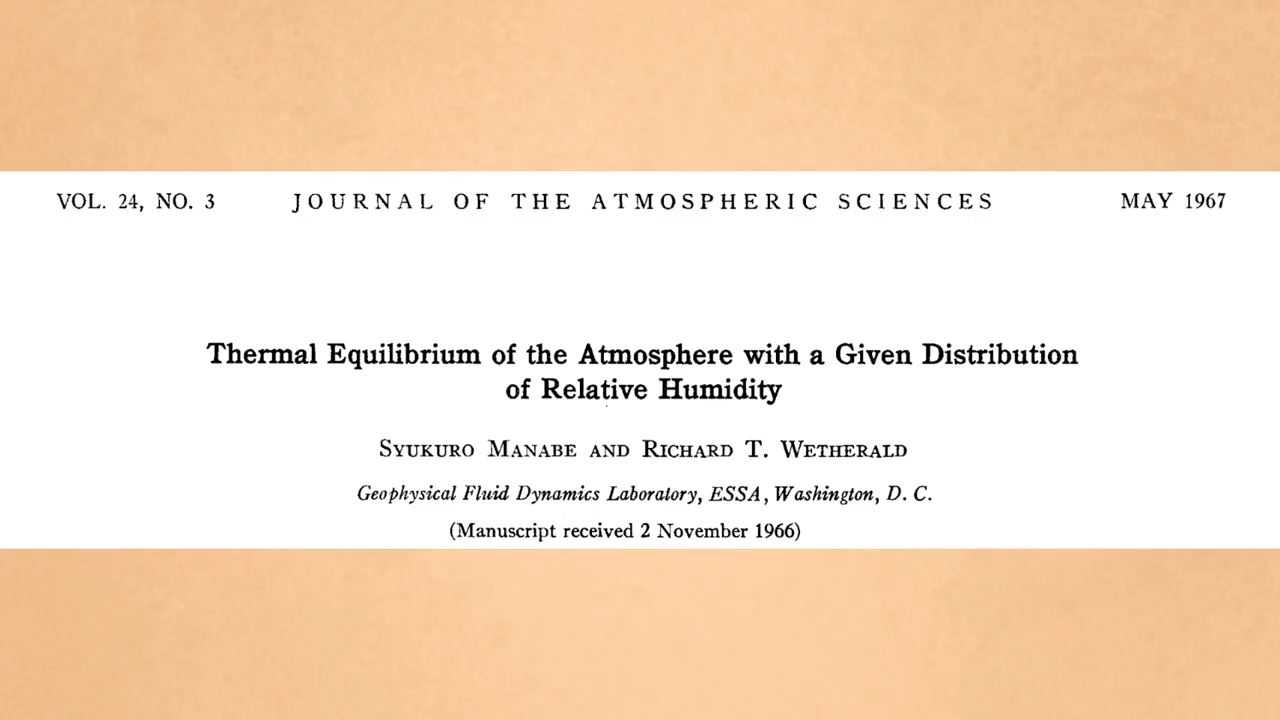 VOL. 24, NO. 3 JOURNAL OF THE ATMOSPHERIC SCIENCES MAY 1967
Thermal Equilibrium of the Atmosphere with a Given Distribution
of Relative Humidity
Syukuro Manabe and Richard T. Wetherald
Geophysical Fluid Dynamics Laboratory, ESSA, Washington, D. C.
(Manuscript received 2 November 1966)